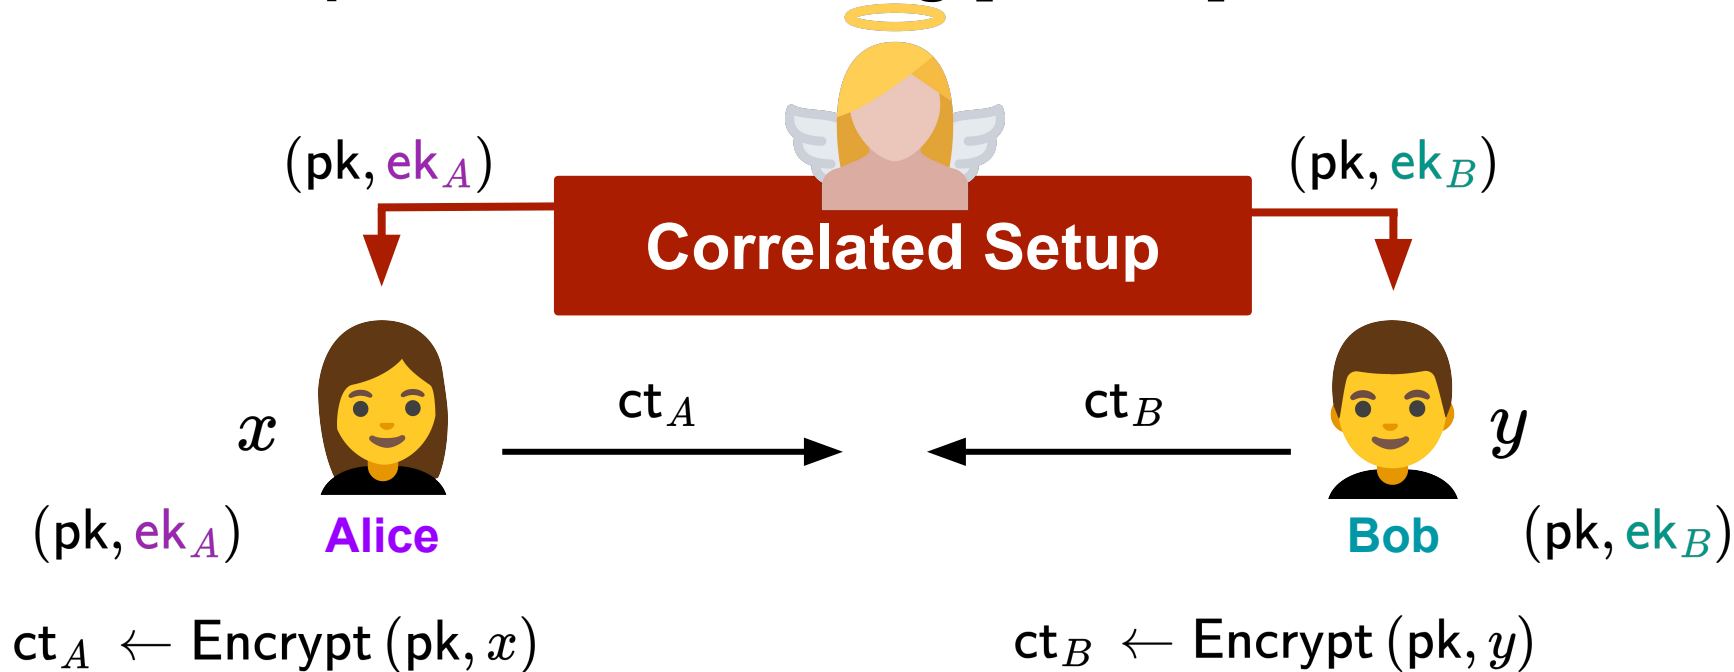 (pk, ek_A)
(pk, ek_B)
Correlated Setup
ct_A
ct_B
x
y
(pk, ek_A)
Alice
Bob
(pk, ek_B)
ct_A ← Encrypt (pk, x)
ct_B ← Encrypt (pk, y)